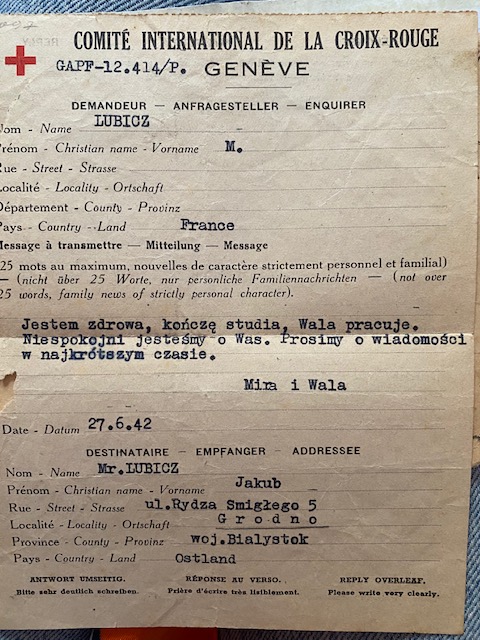 COMITÉ INTERNATIONAL DE LA CROIX-ROUGE
GAPF-12.414/P. GENÈVE
DEMANDEUR — ANFRAGESTELLER — ENQUIRER
Nom - Name LUBICZ
Prénom - Christian name - Vorname M.
Rue - Street - Strasse
Localité - Locality - Ortschaft
Département - County - Provinz
Pays - Country - Land France
Message à transmettre — Mitteilung — Message
(25 mots au maximum, nouvelles de caractère strictement personnel et familial)
— (nicht über 25 Worte, nur persönliche Familiennachrichten — (not over
25 words, family news of strictly personal character).
Jestem zdrowa, kończę studia, Wala pracuje.
Niespokojni jesteśmy o Was. Prosimy o wiadomości
w najkrótszym czasie.
Mira i Wala
Date - Datum 27.6.42
DESTINATAIRE — EMPFANGER — ADDRESSEE
Nom - Name Mr.LUBICZ
Prénom - Christian name - Vorname Jakub
Rue - Street - Strasse ul.Rydza Smigłego 5
Localité - Locality - Ortschaft Grodno
Province - County - Provinz woj.Bialystok
Pays - Country - Land Ostland
ANTWORT UMSEITIG. RÉPONSE AU VERSO. REPLY OVERLEAF.
Bitte sehr deutlich schreiben. Prière d'écrire très lisiblement. Please write very clearly.